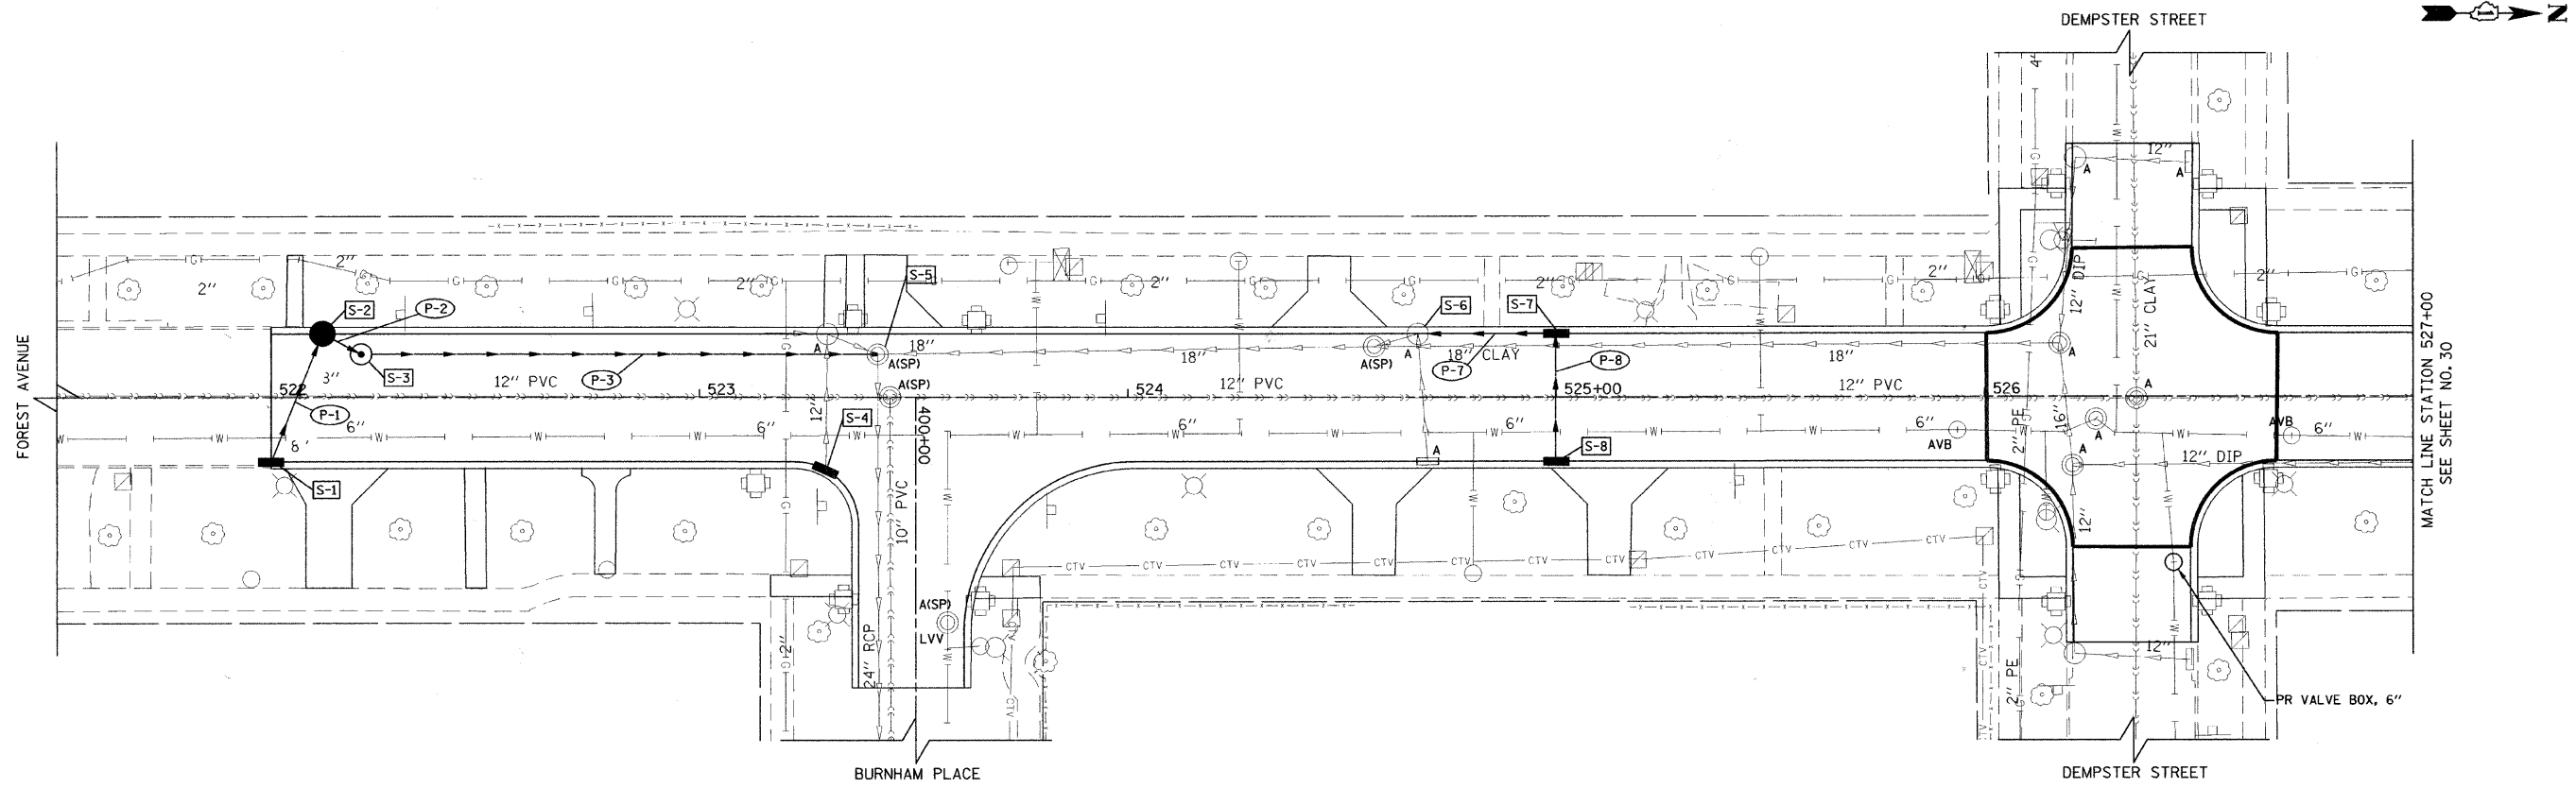 DEMPSTER STREET
N
4"
12"
A
A
G
2"
2"
2"
2"
2"
2"
2"
12" DIP
21" CLAY
S-5
S-2
P-2
S-6
S-7
A
18"
18"
A(SP)
A(SP)
A
18" CLAY
18"
A
P-8
P-7
S-3
3"
12" PVC
P-3
A(SP)
12" PVC
12" PVC
522
523
524
525+00
526
A
FOREST AVENUE
P-1
12"
S-4
400+00
6"
8'
6"
6"
6"
6"
AVB
2" PE
16"
A
AVB
6"
S-8
A
A
12" DIP
S-1
10" PVC
12"
MATCH LINE STATION 527+00
SEE SHEET NO. 30
CTV CTV CTV CTV CTV CTV CTV CTV CTV
A(SP)
LVV
24" RCP
2"
CTV
CTV
CTV
CTV
2" PE
12"
PR VALVE BOX, 6"
BURNHAM PLACE
DEMPSTER STREET